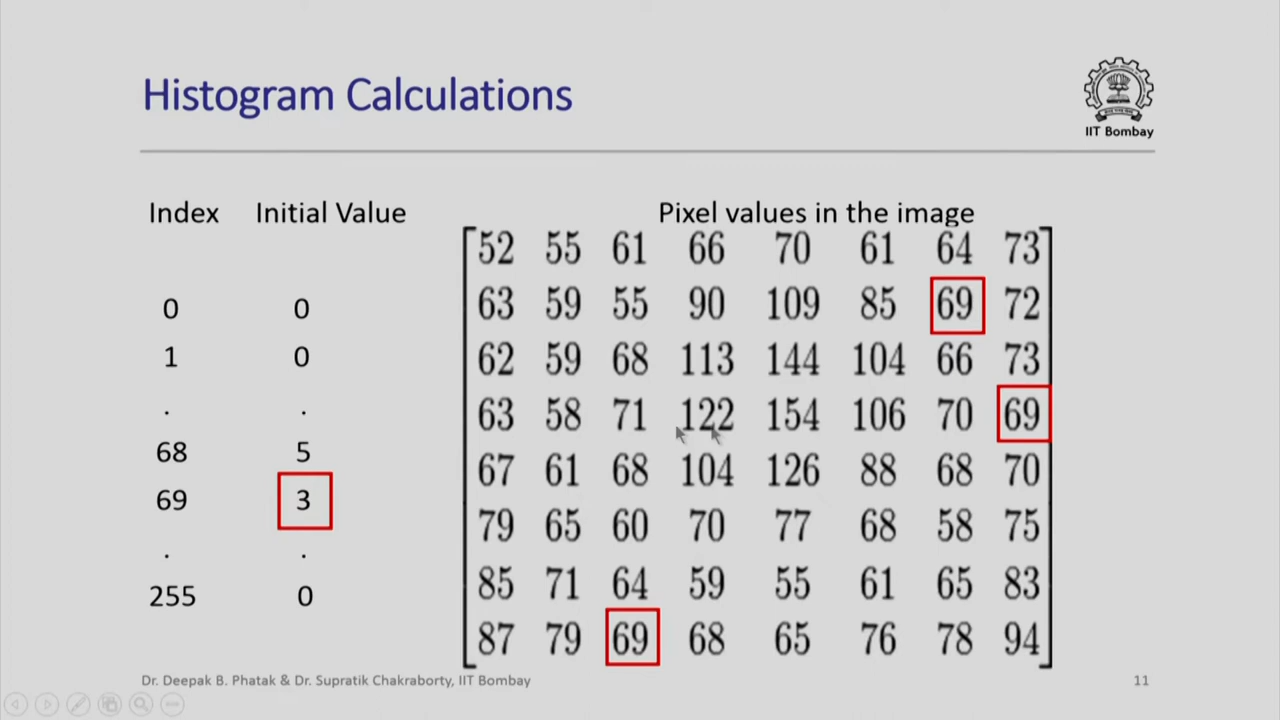 Histogram Calculations
IIT Bombay
Index Initial Value Pixel values in the image
52 55 61 66 70 61 64 73
0 0 63 59 55 90 109 85 69 72
1 0 62 59 68 113 144 104 66 73
. . 63 58 71 122 154 106 70 69
68 5
67 61 68 104 126 88 68 70
69 3
79 65 60 70 77 68 58 75
. .
255 0 85 71 64 59 55 61 65 83
87 79 69 68 65 76 78 94
Dr. Deepak B. Phatak & Dr. Supratik Chakraborty, IIT Bombay 11